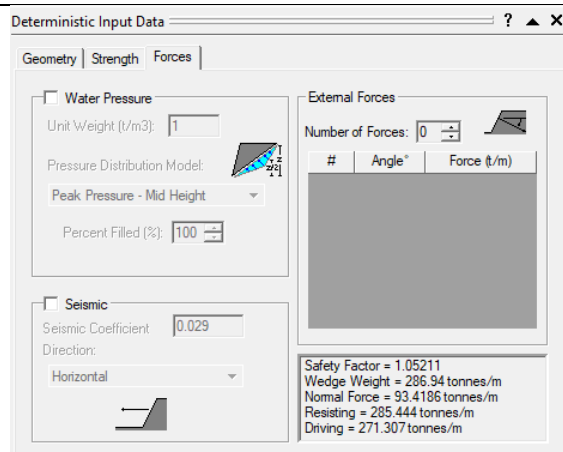 Deterministic Input Data
?
Geometry
Strength
Forces
Water Pressure
Unit Weight (t/m3): 1
Pressure Distribution Model:
Peak Pressure - Mid Height
Percent Filled (%): 100
z
z/2
Seismic
Seismic Coefficient 0.029
Direction:
Horizontal
External Forces
Number of Forces: 0
# Angle° Force (t/m)
Safety Factor = 1.05211
Wedge Weight = 286.94 tonnes/m
Normal Force = 93.4186 tonnes/m
Resisting = 285.444 tonnes/m
Driving = 271.307 tonnes/m